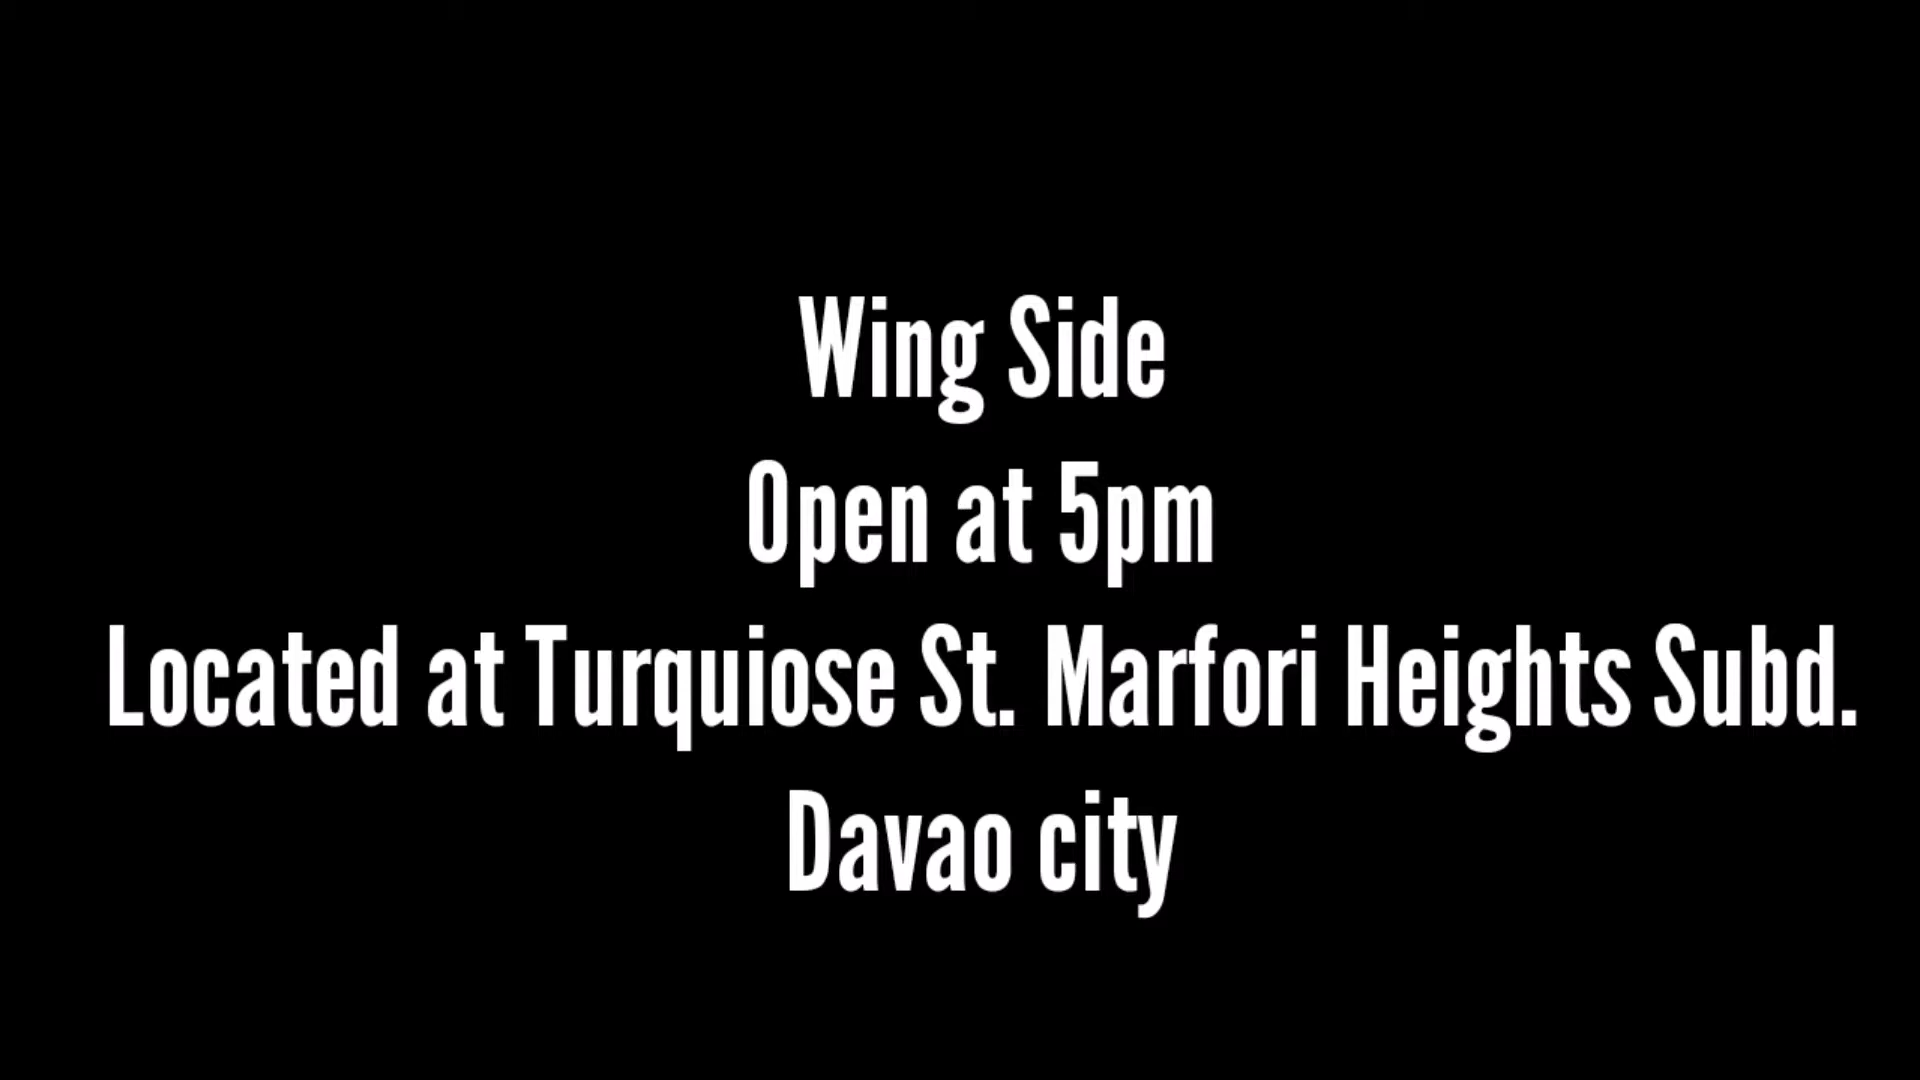 Wing Side
Open at 5pm
Located at Turquiose St. Marfori Heights Subd.
Davao city